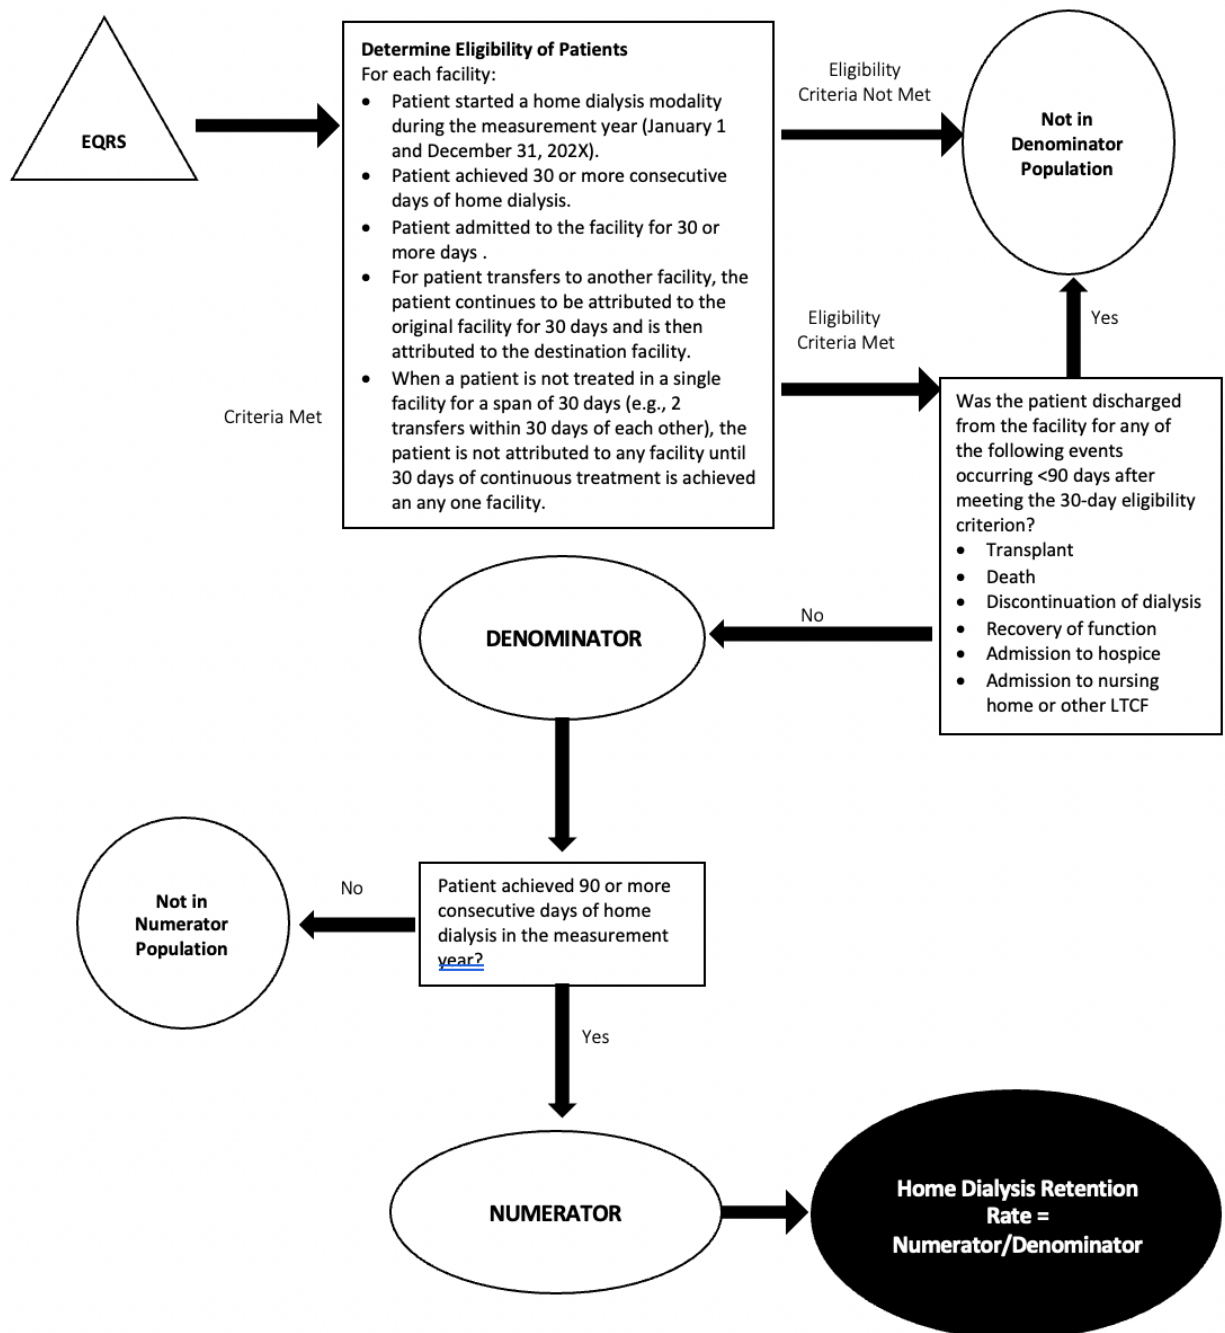 EQRS
Determine Eligibility of Patients
For each facility:
• Patient started a home dialysis modality
during the measurement year (January 1
and December 31, 202X).
• Patient achieved 30 or more consecutive
days of home dialysis.
• Patient admitted to the facility for 30 or
more days .
• For patient transfers to another facility, the
patient continues to be attributed to the
original facility for 30 days and is then
attributed to the destination facility.
• When a patient is not treated in a single
facility for a span of 30 days (e.g., 2
transfers within 30 days of each other), the
patient is not attributed to any facility until
30 days of continuous treatment is achieved
an any one facility.
Criteria Met
Eligibility
Criteria Not Met
Not in
Denominator
Population
Eligibility
Criteria Met
Yes
Was the patient discharged
from the facility for any of
the following events
occurring <90 days after
meeting the 30-day eligibility
criterion?
• Transplant
• Death
• Discontinuation of dialysis
• Recovery of function
• Admission to hospice
• Admission to nursing
home or other LTCF
No
DENOMINATOR
Patient achieved 90 or more
consecutive days of home
dialysis in the measurement
year?
No
Not in
Numerator
Population
Yes
NUMERATOR
Home Dialysis Retention
Rate =
Numerator/Denominator